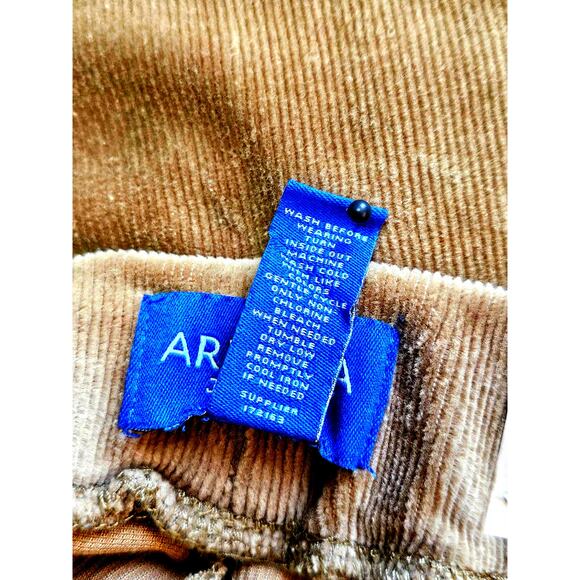 WASH BEFORE
WEARING
TURN
INSIDE OUT
MACHINE
WASH COLD
WITH LIKE
COLORS
GENTLE CYCLE
ONLY NON-
CHLORINE
BLEACH
WHEN NEEDED
TUMBLE
DRY LOW
REMOVE
PROMPTLY
COOL IRON
IF NEEDED
SUPPLIER
172163
AR A